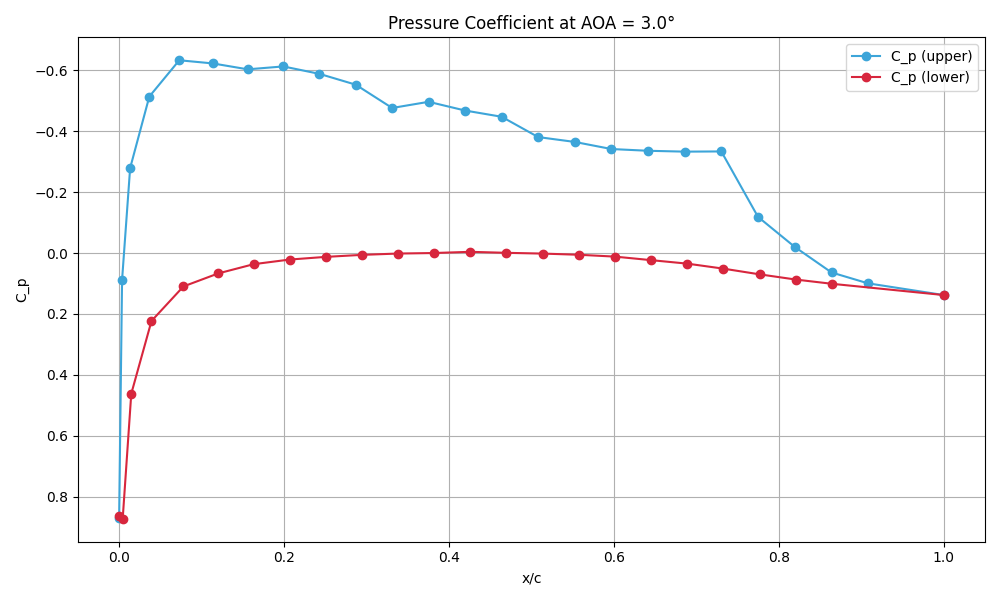 Pressure Coefficient at AOA = 3.0°
C_p (upper)
C_p (lower)
−0.6
−0.4
−0.2
0.0
0.2
0.4
0.6
0.8
C_p
0.0 0.2 0.4 0.6 0.8 1.0
x/c